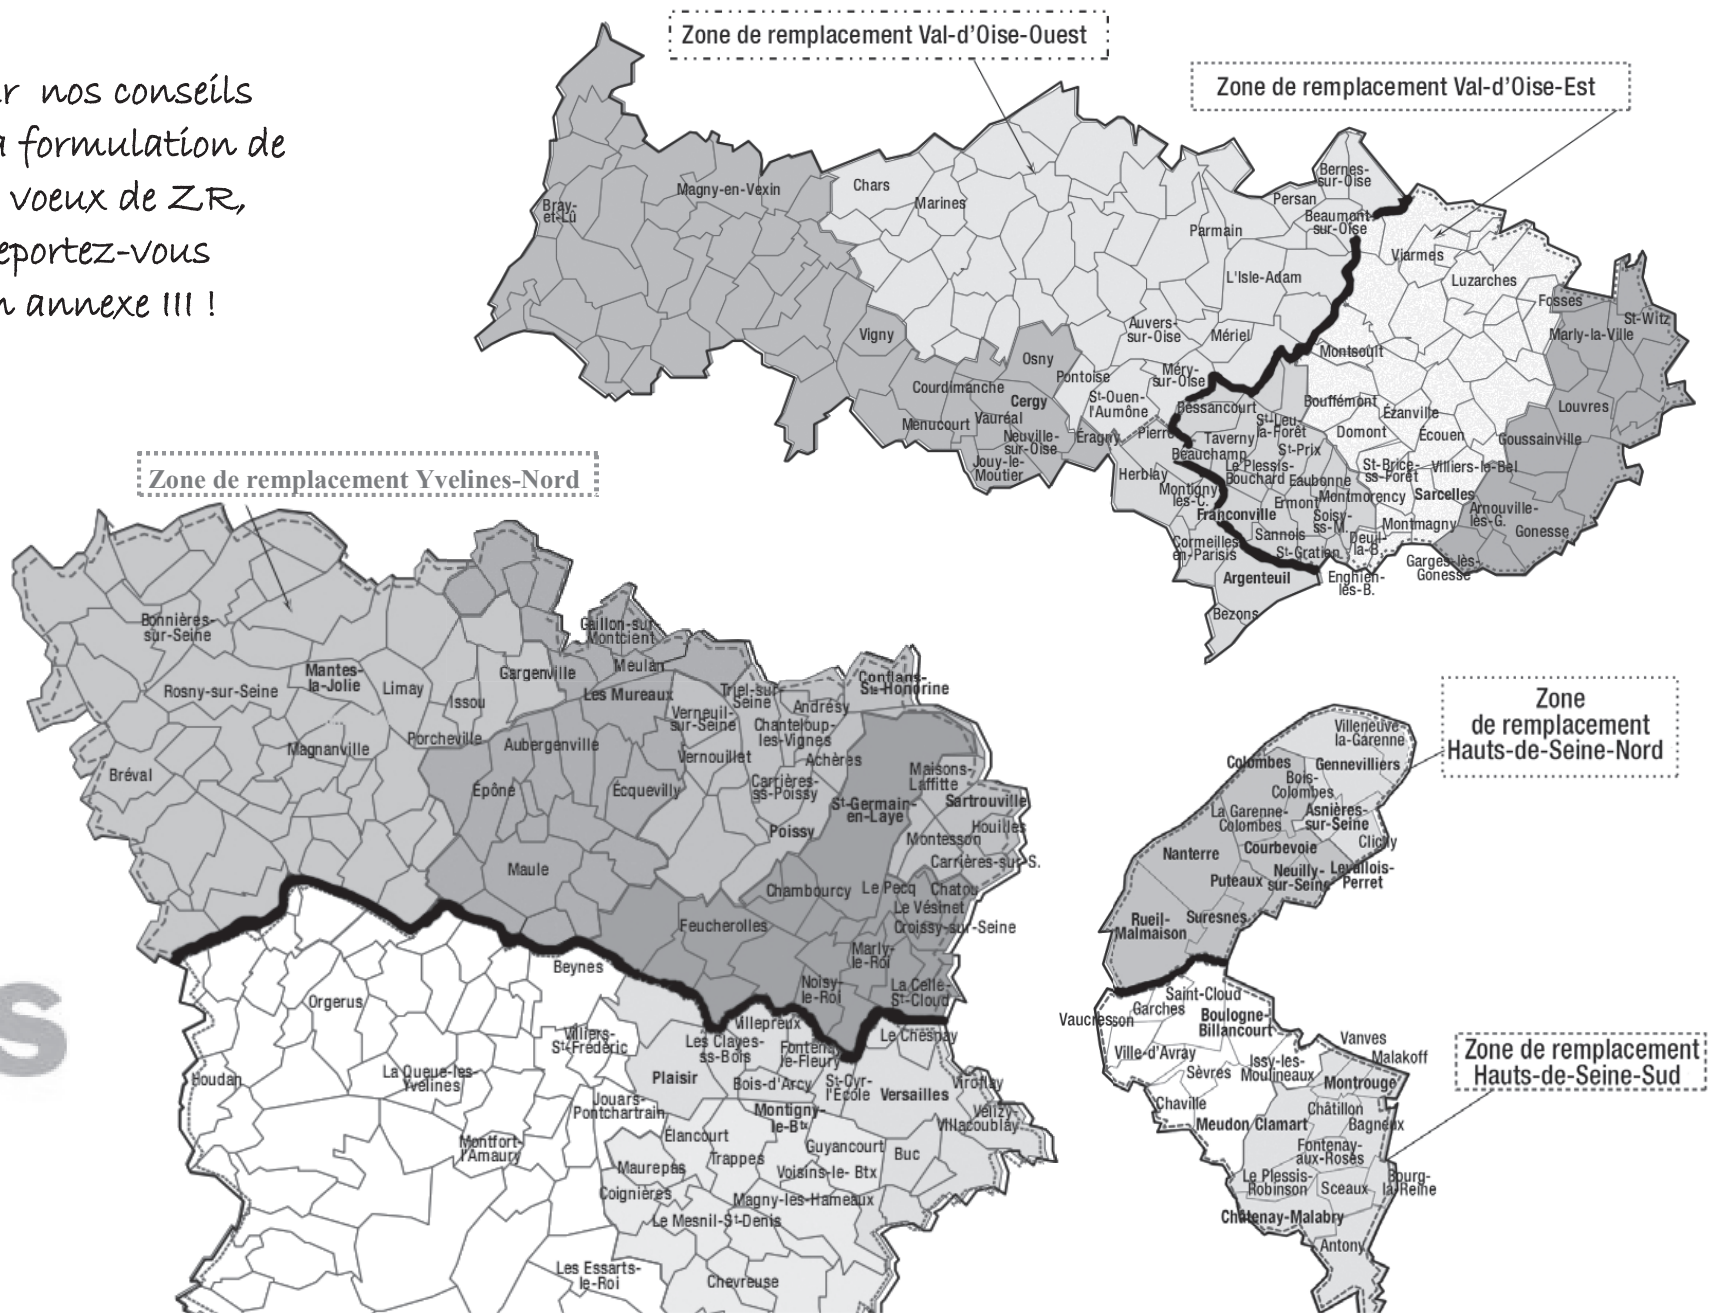 r nos conseils
a formulation de
voeux de ZR,
eportez-vous
n annexe III !
s
Zone de remplacement Val-d'Oise-Ouest
Zone de remplacement Val-d'Oise-Est
Bray-
et-Lû
Magny-en-Vexin
Chars
Marines
Parmain
Persan
Bernes-
sur-Oise
Beaumont-
sur-Oise
L'Isle-Adam
Viarmes
Luzarches
Fosses
St-Witz
Marly-la-Ville
Vigny
Auvers-
sur-Oise
Mériel
Montsoult
Osny
Courdimanche
Pontoise
Méry-
sur-Oise
Cergy
St-Ouen-
l'Aumône
Bessancourt
Bouffémont
Ézanville
Louvres
Menucourt
Vauréal
Neuville-
sur-Oise
Éragny
Pierre
Taverny
St-Leu-
la-Forêt
Domont
Écouen
Goussainville
Jouy-le-
Moutier
Herblay
Beauchamp
St-Prix
Le Plessis-
Bouchard
Eaubonne
St-Brice-
ss-Forêt
Villiers-le-Bel
Montigny-
lès-C.
Ermont
Montmorency
Sarcelles
Franconville
Soisy-
ss-M.
Arnouville-
lès-G.
Gonesse
Cormeilles-
en-Parisis
Sannois
St-Gratien
Deuil-
la-B.
Montmagny
Garges-lès-
Gonesse
Argenteuil
Enghien-
les-B.
Bezons
Zone de remplacement Yvelines-Nord
Bonnières-
sur-Seine
Rosny-sur-Seine
Mantes-
la-Jolie
Limay
Issou
Gargenville
Gaillon-sur-
Montcient
Meulan
Les Mureaux
Triel-sur-
Seine
Verneuil-
sur-Seine
Andrésy
Conflans-
Ste-Honorine
Chanteloup-
les-Vignes
Bréval
Magnanville
Porcheville
Aubergenville
Vernouillet
Achères
Épône
Ecquevilly
Carrières-
ss-Poissy
Poissy
Maisons-
Laffitte
Sartrouville
St-Germain-
en-Laye
Houilles
Montesson
Carrières-sur-S.
Maule
Chambourcy
Le Pecq
Chatou
Le Vésinet
Croissy-sur-Seine
Feucherolles
Marly-
le-Roi
Noisy-
le-Roi
La Celle-
St-Cloud
Beynes
Orgerus
Villiers-
St-Frédéric
Les Clayes-
ss-Bois
Villepreux
Fontenay-
le-Fleury
Le Chesnay
Houdan
La Queue-les-
Yvelines
Plaisir
Bois-d'Arcy
St-Cyr-
l'Ecole
Versailles
Viroflay
Jouars-
Pontchartrain
Montigny-
le-Btx
Vélizy-
Villacoublay
Montfort-
l'Amaury
Élancourt
Trappes
Guyancourt
Buc
Maurepas
Voisins-le- Btx
Coignières
Magny-les-Hameaux
Le Mesnil-St-Denis
Les Essarts-
le-Roi
Chevreuse
Zone
de remplacement
Hauts-de-Seine-Nord
Villeneuve
la-Garenne
Colombes
Gennevilliers
Bois-
Colombes
La Garenne-
Colombes
Asnières-
sur-Seine
Clichy
Nanterre
Courbevoie
Puteaux
Neuilly-
sur-Seine
Levallois-
Perret
Rueil-
Malmaison
Suresnes
Zone de remplacement
Hauts-de-Seine-Sud
Saint-Cloud
Garches
Vaucresson
Boulogne-
Billancourt
Ville-d'Avray
Sèvres
Issy-les-
Moulineaux
Vanves
Malakoff
Montrouge
Chaville
Meudon
Clamart
Châtillon
Bagneux
Fontenay-
aux-Roses
Le Plessis-
Robinson
Sceaux
Bourg-
la-Reine
Châtenay-Malabry
Antony